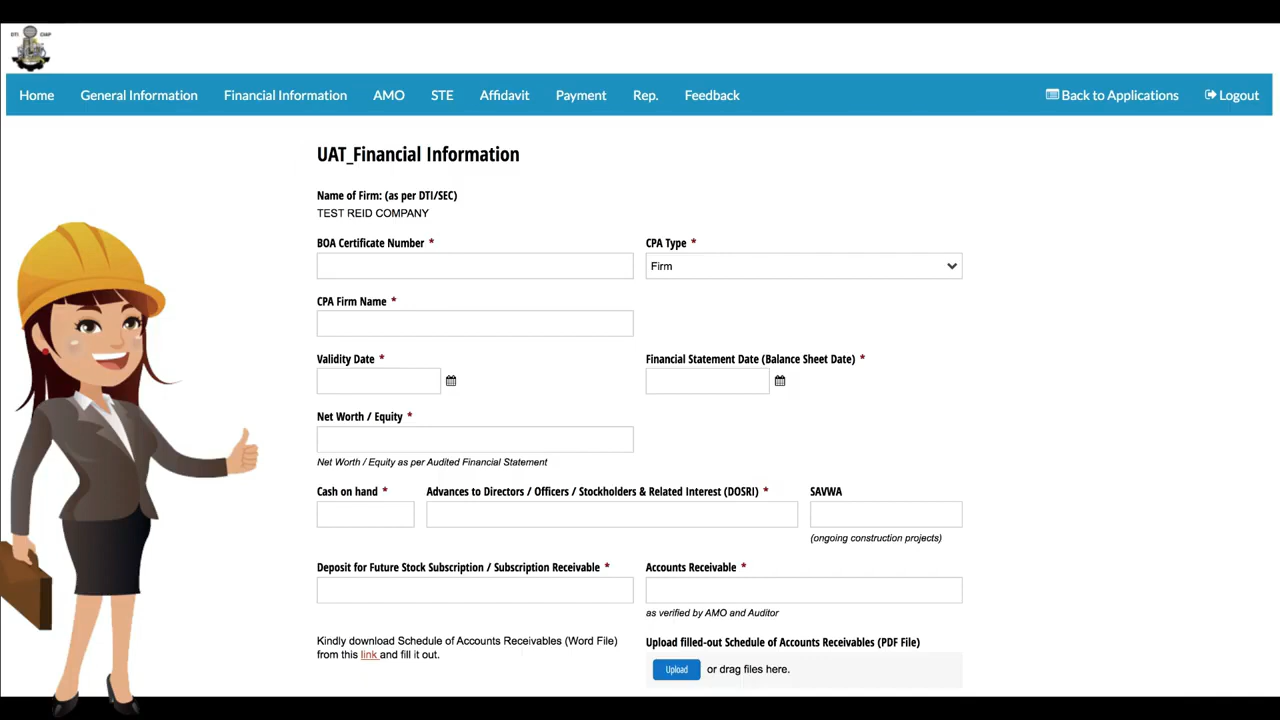 DTI CIAP
Home General Information Financial Information AMO STE Affidavit Payment Rep. Feedback Back to Applications Logout
UAT_Financial Information
Name of Firm: (as per DTI/SEC)
TEST REID COMPANY
BOA Certificate Number * CPA Type *
Firm
CPA Firm Name *
Validity Date * Financial Statement Date (Balance Sheet Date) *
Net Worth / Equity *
Net Worth / Equity as per Audited Financial Statement
Cash on hand * Advances to Directors / Officers / Stockholders & Related Interest (DOSRI) * SAVWA
(ongoing construction projects)
Deposit for Future Stock Subscription / Subscription Receivable * Accounts Receivable *
as verified by AMO and Auditor
Kindly download Schedule of Accounts Receivables (Word File)
from this link and fill it out.
Upload filled-out Schedule of Accounts Receivables (PDF File)
Upload or drag files here.